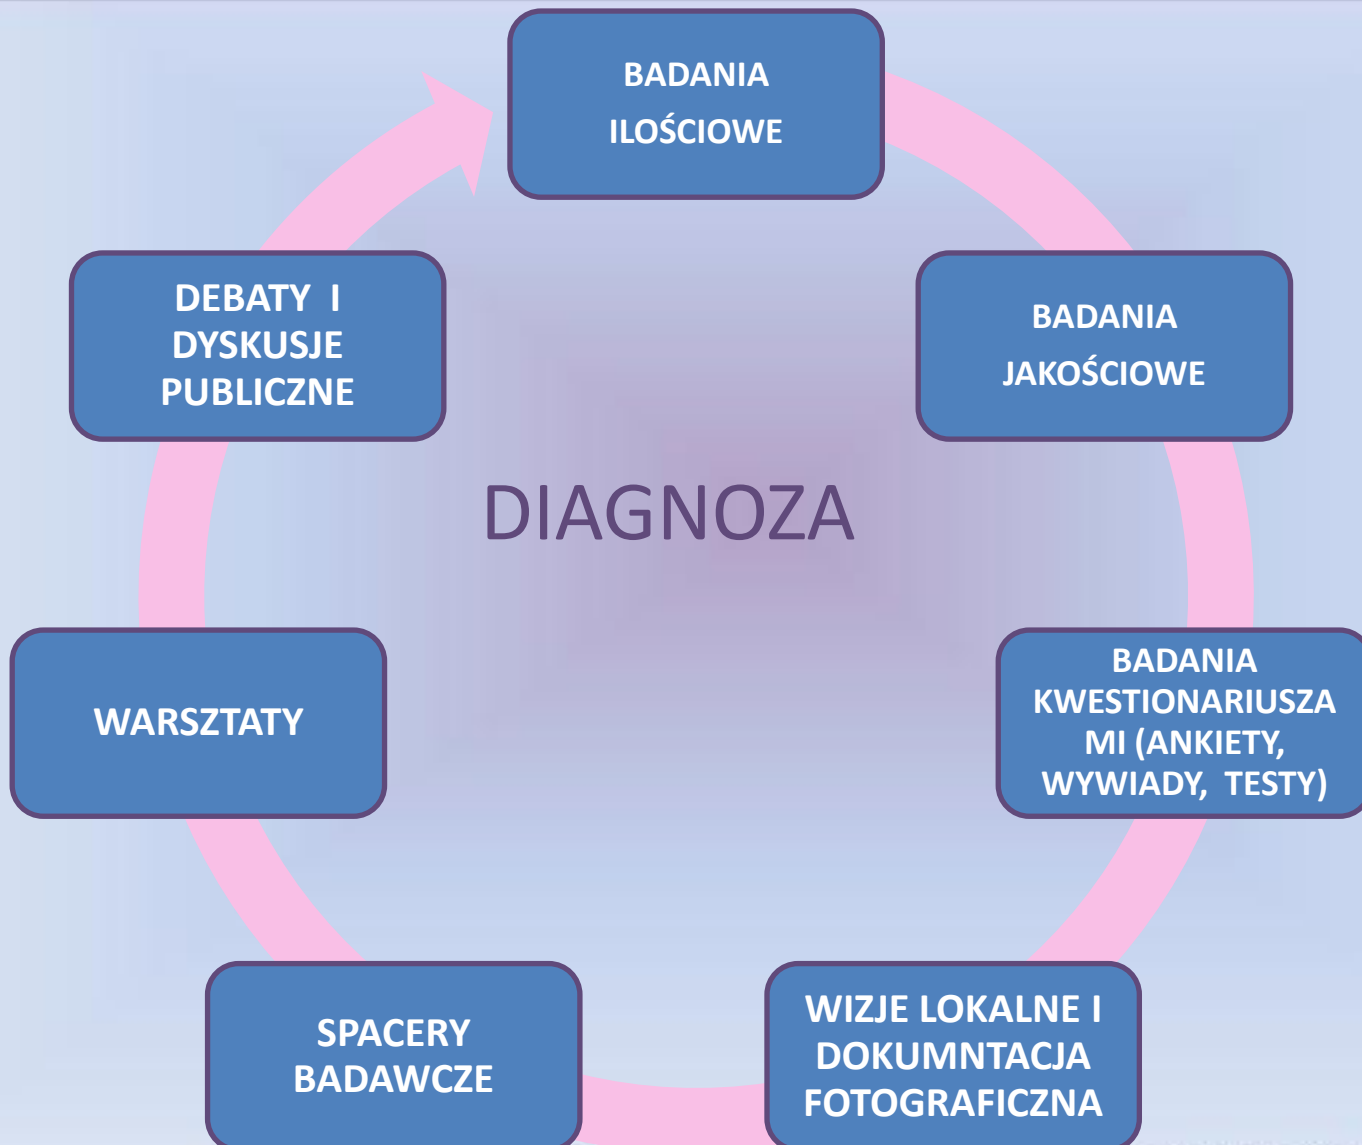 BADANIA
ILOŚCIOWE
BADANIA
JAKOŚCIOWE
BADANIA
KWESTIONARIUSZA
MI (ANKIETY,
WYWIADY, TESTY)
WIZJE LOKALNE I
DOKUMNTACJA
FOTOGRAFICZNA
SPACERY
BADAWCZE
WARSZTATY
DEBATY I
DYSKUSJE
PUBLICZNE
DIAGNOZA